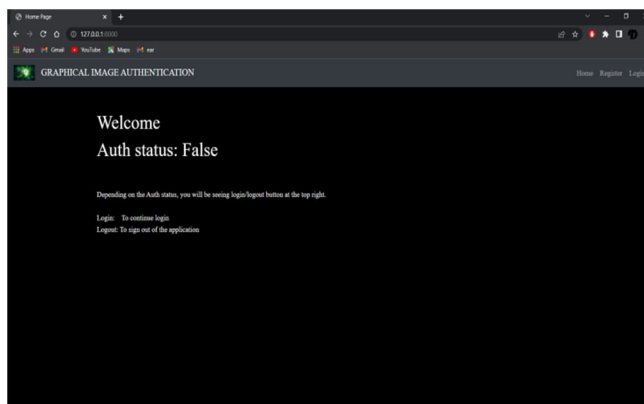 Home Page
127.0.0.1:8000
Apps Gmail YouTube Maps ear
GRAPHICAL IMAGE AUTHENTICATION
Home Register Login
Welcome
Auth status: False
Depending on the Auth status, you will be seeing login/logout button at the top right.
Login: To continue login
Logout: To sign out of the application